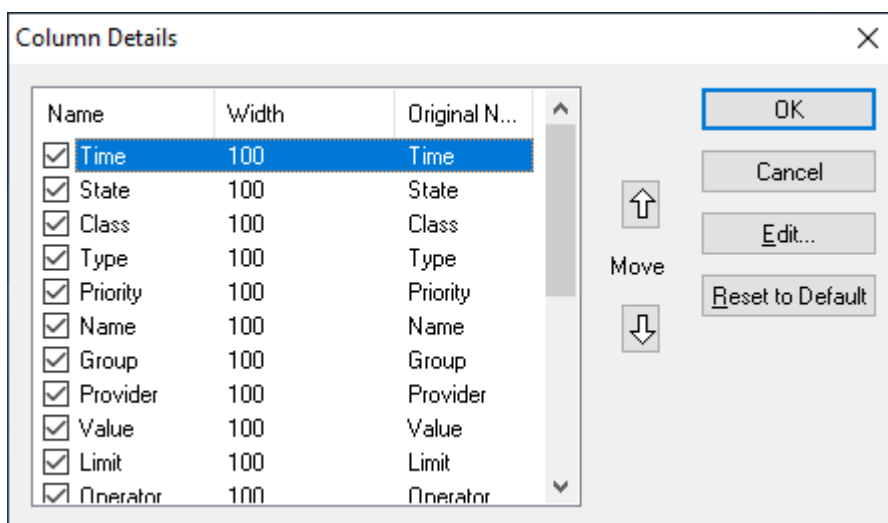 Column Details
Name Width Original N...
Time 100 Time
State 100 State
Class 100 Class
Type 100 Type
Priority 100 Priority
Name 100 Name
Group 100 Group
Provider 100 Provider
Value 100 Value
Limit 100 Limit
Operator 100 Operator
Move
OK
Cancel
Edit...
Reset to Default